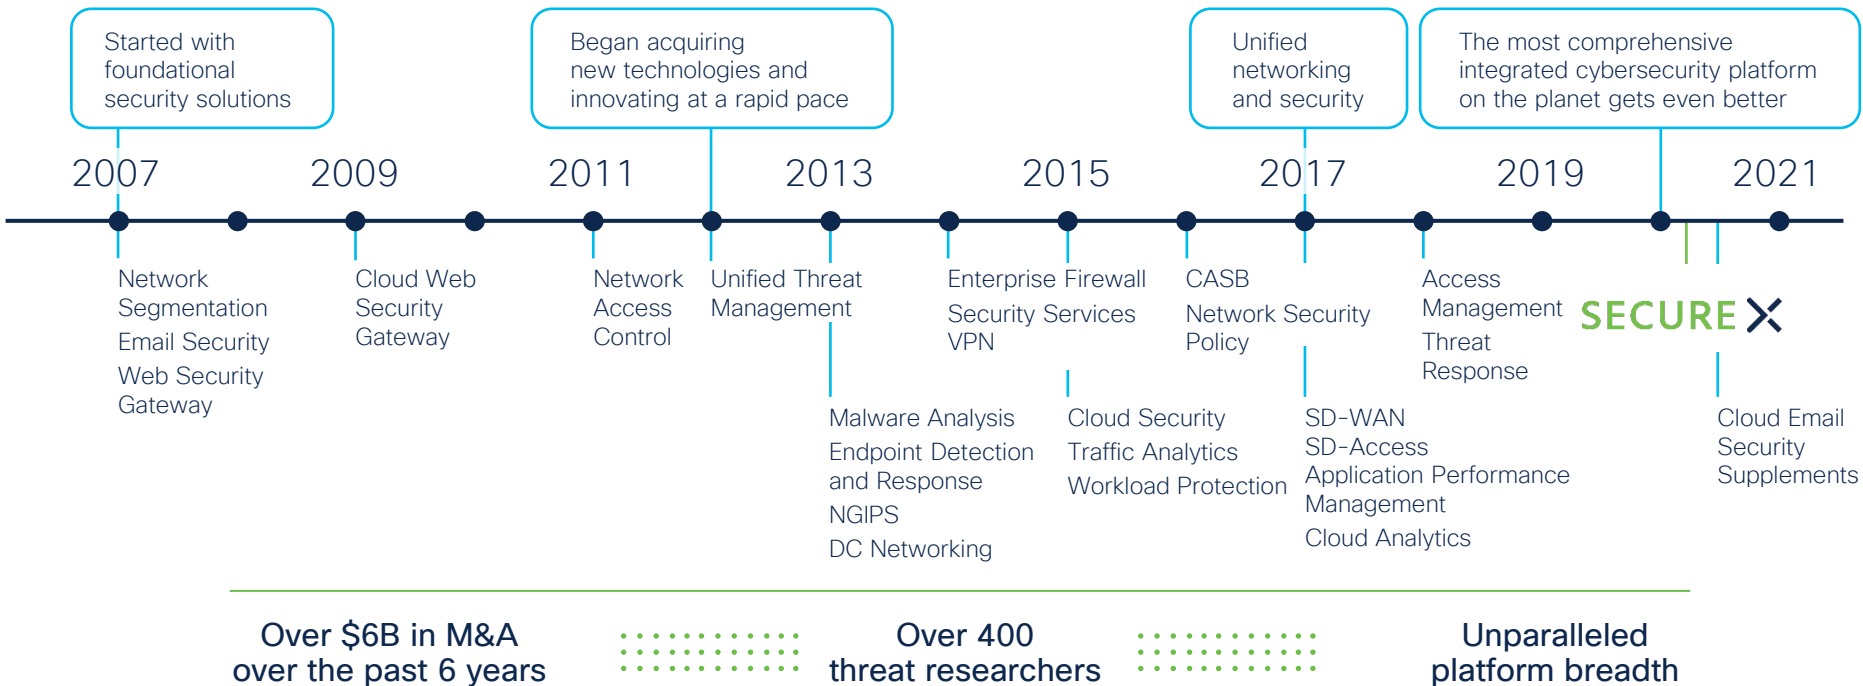 Started with
foundational
security solutions
Began acquiring
new technologies and
innovating at a rapid pace
Unified
networking
and security
The most comprehensive
integrated cybersecurity platform
on the planet gets even better
2007
2009
2011
2013
2015
2017
2019
2021
Network
Segmentation
Email Security
Web Security
Gateway
Cloud Web
Security
Gateway
Network
Access
Control
Unified Threat
Management
Malware Analysis
Endpoint Detection
and Response
NGIPS
DC Networking
Enterprise Firewall
Security Services
VPN
Cloud Security
Traffic Analytics
Workload Protection
CASB
Network Security
Policy
SD-WAN
SD-Access
Application Performance
Management
Cloud Analytics
Access
Management
Threat
Response
SECURE X
Cloud Email
Security
Supplements
Over $6B in M&A
over the past 6 years
Over 400
threat researchers
Unparalleled
platform breadth